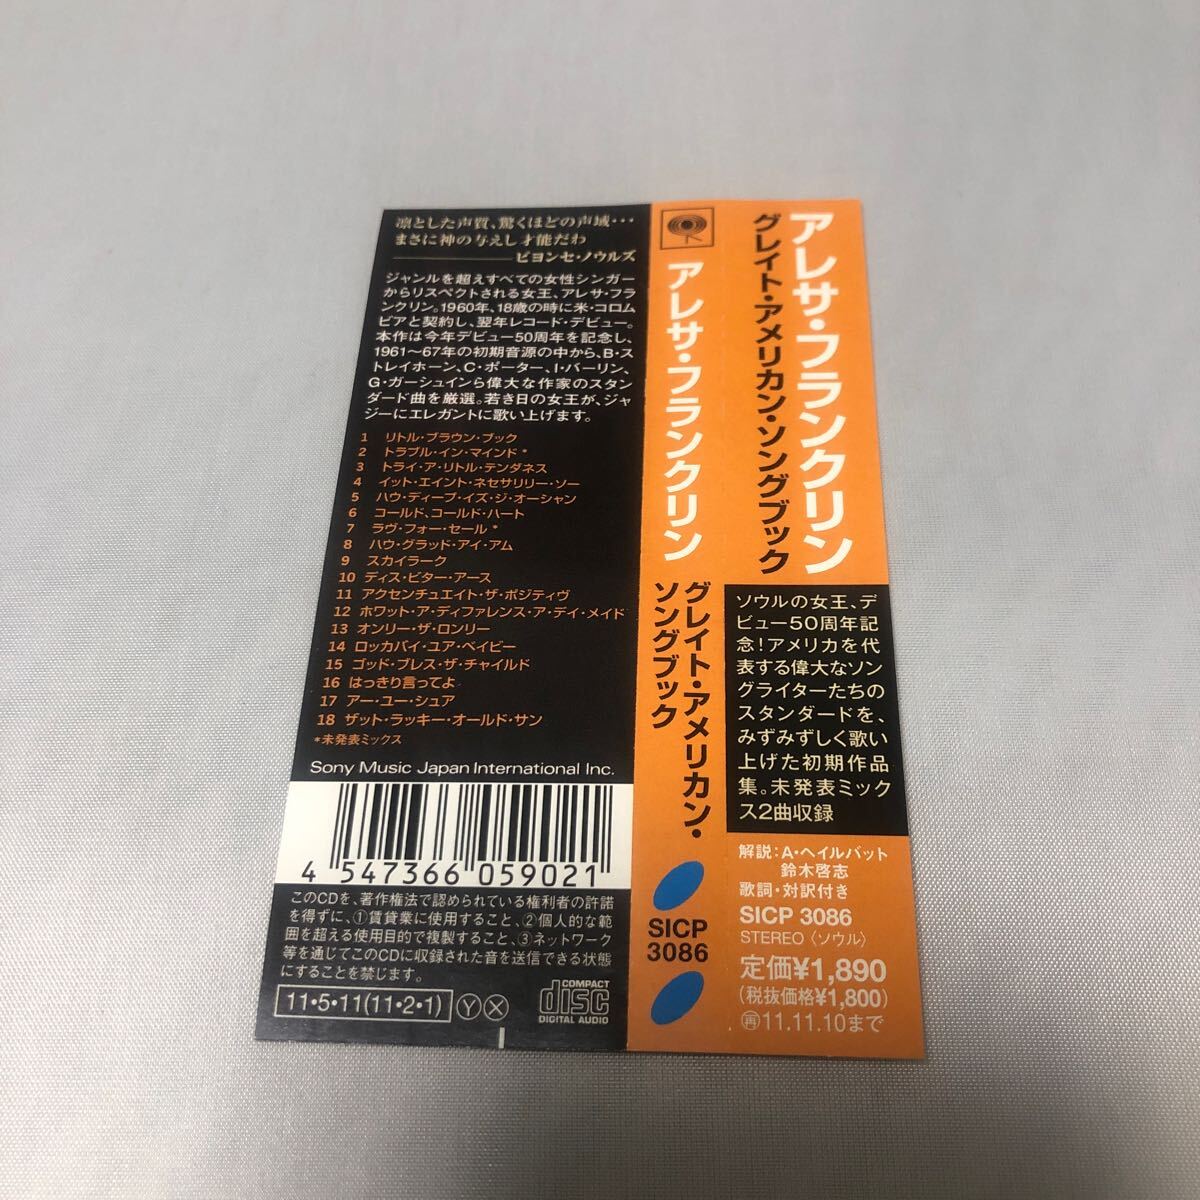 凛とした声質、驚くほどの声域･･･
まさに神の与えし才能だわ
ビヨンセ・ノウルズ
ジャンルを超えすべての女性シンガー
からリスペクトされる女王、アレサ・フラ
ンクリン。1960年、18歳の時に米・コロム
ビアと契約し、翌年レコード・デビュー。
本作は今年デビュー50周年を記念し、
1961〜67年の初期音源の中から、B・ス
トレイホーン、C・ポーター、I・バーリン、
G・ガーシュインら偉大な作家のスタン
ダード曲を厳選。若き日の女王が、ジャ
ジーにエレガントに歌い上げます。
1 リトル・ブラウン・ブック
2 トラブル・イン・マインド*
3 トライ・ア・リトル・テンダネス
4 イット・エイント・ネセサリリー・ソー
5 ハウ・ディープ・イズ・ジ・オーシャン
6 コールド、コールド・ハート
7 ラヴ・フォー・セール*
8 ハウ・グラッド・アイ・アム
9 スカイラーク
10 ディス・ビター・アース
11 アクセンチュエイト・ザ・ポジティヴ
12 ホワット・ア・ディファレンス・ア・デイ・メイド
13 オンリー・ザ・ロンリー
14 ロッカバイ・ユア・ベイビー
15 ゴッド・ブレス・ザ・チャイルド
16 はっきり言ってよ
17 アー・ユー・シュア
18 ザット・ラッキー・オールド・サン
*未発表ミックス
Sony Music Japan International Inc.
4 547366 059021
このCDを、著作権法で認められている権利者の許諾
を得ずに、①賃貸業に使用すること、②個人的な範
囲を超える使用目的で複製すること、③ネットワーク
等を通じてこのCDに収録された音を送信できる状態
にすることを禁じます。
11・5・11(11・2・1)
Ⓨ Ⓧ
COMPACT
disc
DIGITAL AUDIO
アレサ・フランクリン
グレイト・アメリカン・
ソングブック
SICP
3086
アレサ・フランクリン
グレイト・アメリカン・ソングブック
ソウルの女王、デ
ビュー50周年記
念!アメリカを代
表する偉大なソン
グライターたちの
スタンダードを、
みずみずしく歌い
上げた初期作品
集。未発表ミック
ス2曲収録
解説:A・ヘイルバット
鈴木啓志
歌詞・対訳付き
SICP 3086
STEREO〈ソウル〉
定価¥1,890
(税抜価格¥1,800)
㊢11.11.10まで